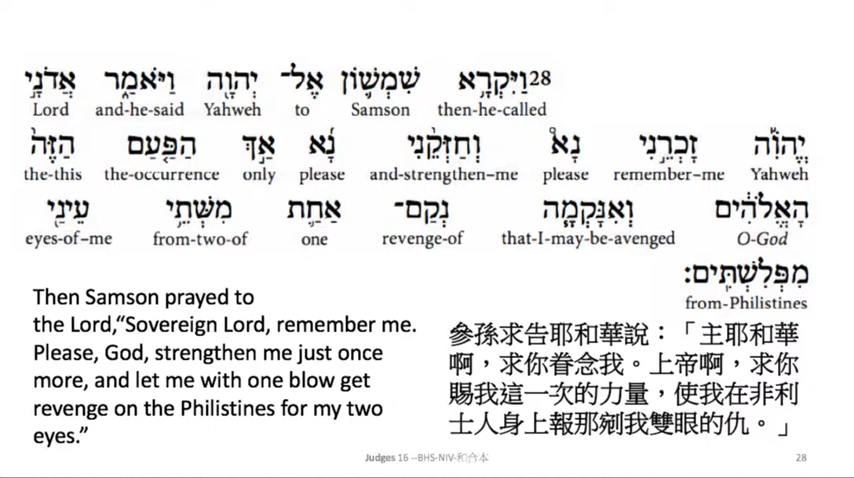 28 וַיִּקְרָ֥א שִׁמְשׁ֛וֹן אֶל־ יְהוָ֖ה וַיֹּאמַ֑ר אֲדֹנָ֣י
Lord and-he-said Yahweh to Samson then-he-called
יֱהוִֹ֡ה זָכְרֵ֣נִי נָא֩ וְחַזְּקֵ֨נִי נָ֜א אַ֣ךְ הַפַּ֤עַם הַזֶּה֙
the-this the-occurrence only please and-strengthen–me please remember–me Yahweh
הָאֱלֹהִ֔ים וְאִנָּקְמָ֧ה נְקַם־ אַחַ֛ת מִשְּׁתֵ֥י עֵינַ֖י
eyes-of–me from-two-of one revenge-of that-I-may-be-avenged O-God
מִפְּלִשְׁתִּֽים׃
from-Philistines
Then Samson prayed to
the Lord,“Sovereign Lord, remember me.
Please, God, strengthen me just once
more, and let me with one blow get
revenge on the Philistines for my two
eyes.”
參孫求告耶和華說：「主耶和華
啊，求你眷念我。上帝啊，求你
賜我這一次的力量，使我在非利
士人身上報那剜我雙眼的仇。」
Judges 16 --BHS-NIV-和合本
28